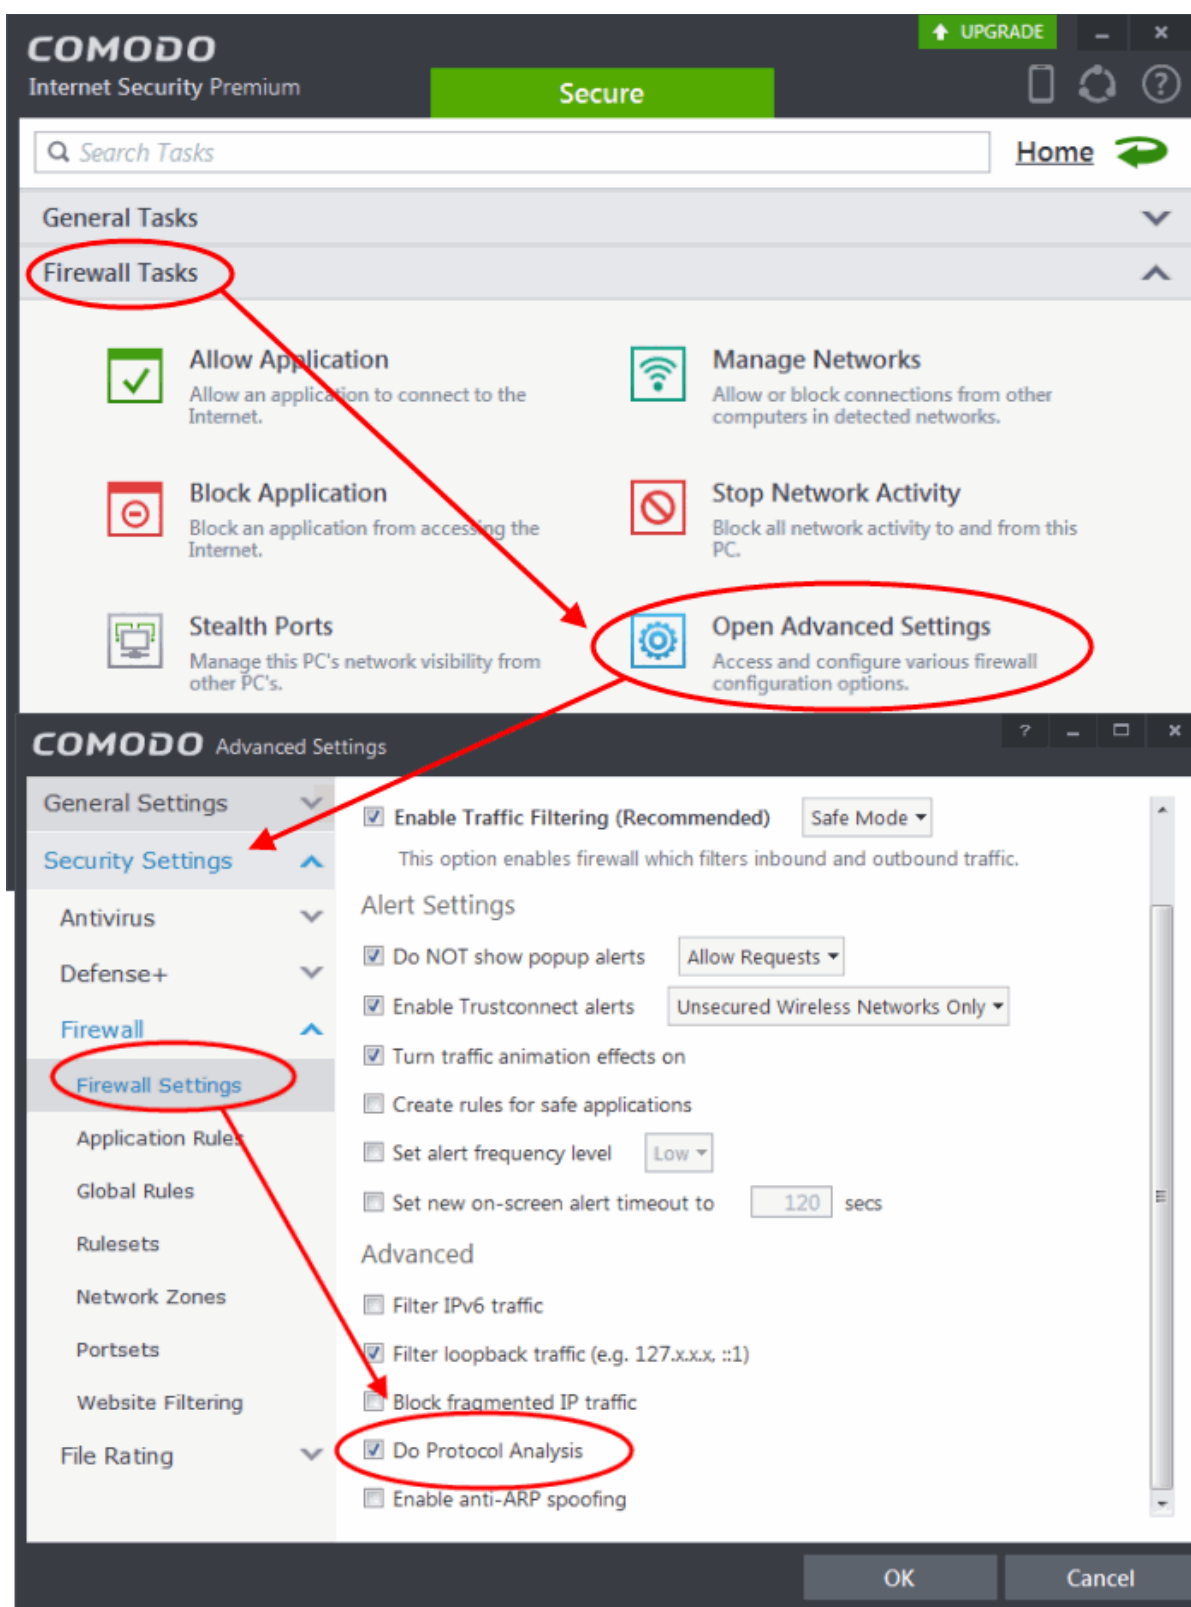 COMODO
UPGRADE
Internet Security Premium
Secure
?
Search Tasks
Home
General Tasks
Firewall Tasks
Allow Application
Allow an application to connect to the
Internet.
Manage Networks
Allow or block connections from other
computers in detected networks.
Block Application
Block an application from accessing the
Internet.
Stop Network Activity
Block all network activity to and from this
PC.
Stealth Ports
Manage this PC's network visibility from
other PC's.
Open Advanced Settings
Access and configure various firewall
configuration options.
COMODO Advanced Settings
?
General Settings
Security Settings
Antivirus
Defense+
Firewall
Firewall Settings
Application Rules
Global Rules
Rulesets
Network Zones
Portsets
Website Filtering
File Rating
Enable Traffic Filtering (Recommended) Safe Mode
This option enables firewall which filters inbound and outbound traffic.
Alert Settings
Do NOT show popup alerts Allow Requests
Enable Trustconnect alerts Unsecured Wireless Networks Only
Turn traffic animation effects on
Create rules for safe applications
Set alert frequency level Low
Set new on-screen alert timeout to 120 secs
Advanced
Filter IPv6 traffic
Filter loopback traffic (e.g. 127.x.x.x, ::1)
Block fragmented IP traffic
Do Protocol Analysis
Enable anti-ARP spoofing
OK Cancel